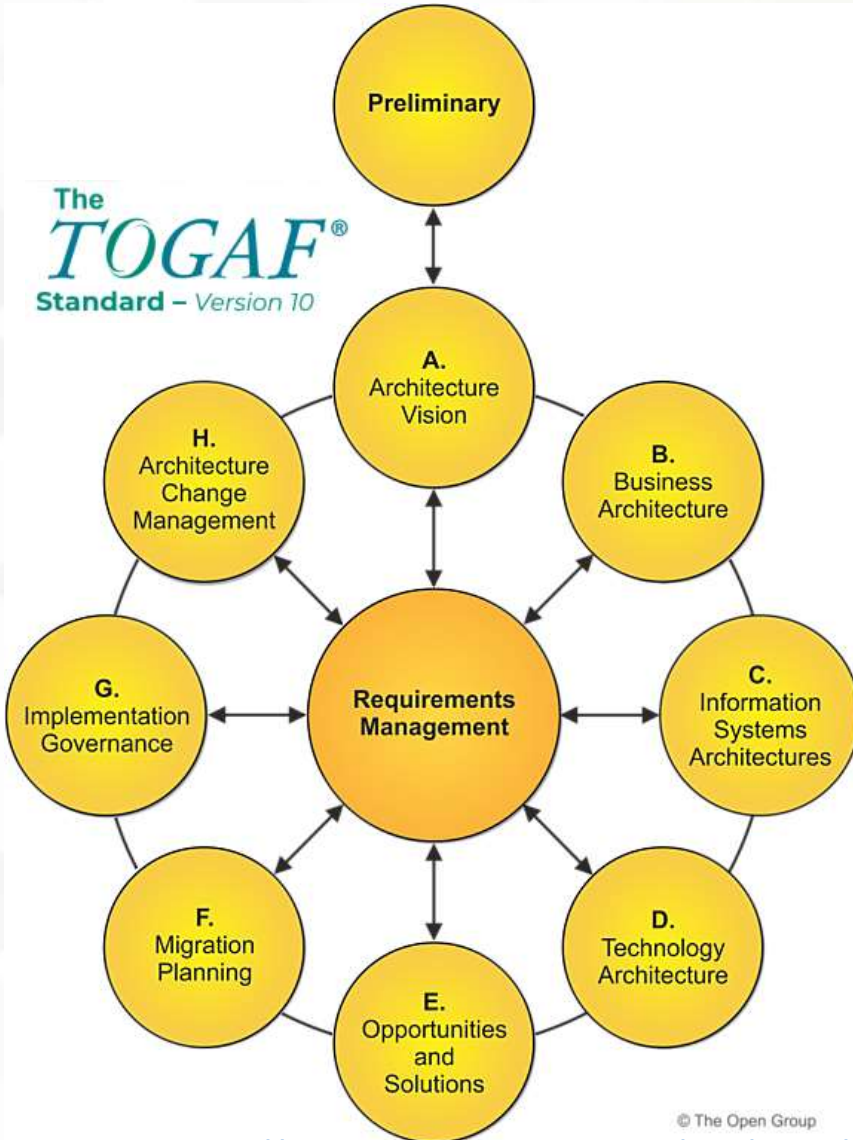 Preliminary
The
TOGAF®
Standard – Version 10
A.
Architecture
Vision
H.
Architecture
Change
Management
B.
Business
Architecture
G.
Implementation
Governance
Requirements
Management
C.
Information
Systems
Architectures
F.
Migration
Planning
D.
Technology
Architecture
E.
Opportunities
and
Solutions
© The Open Group